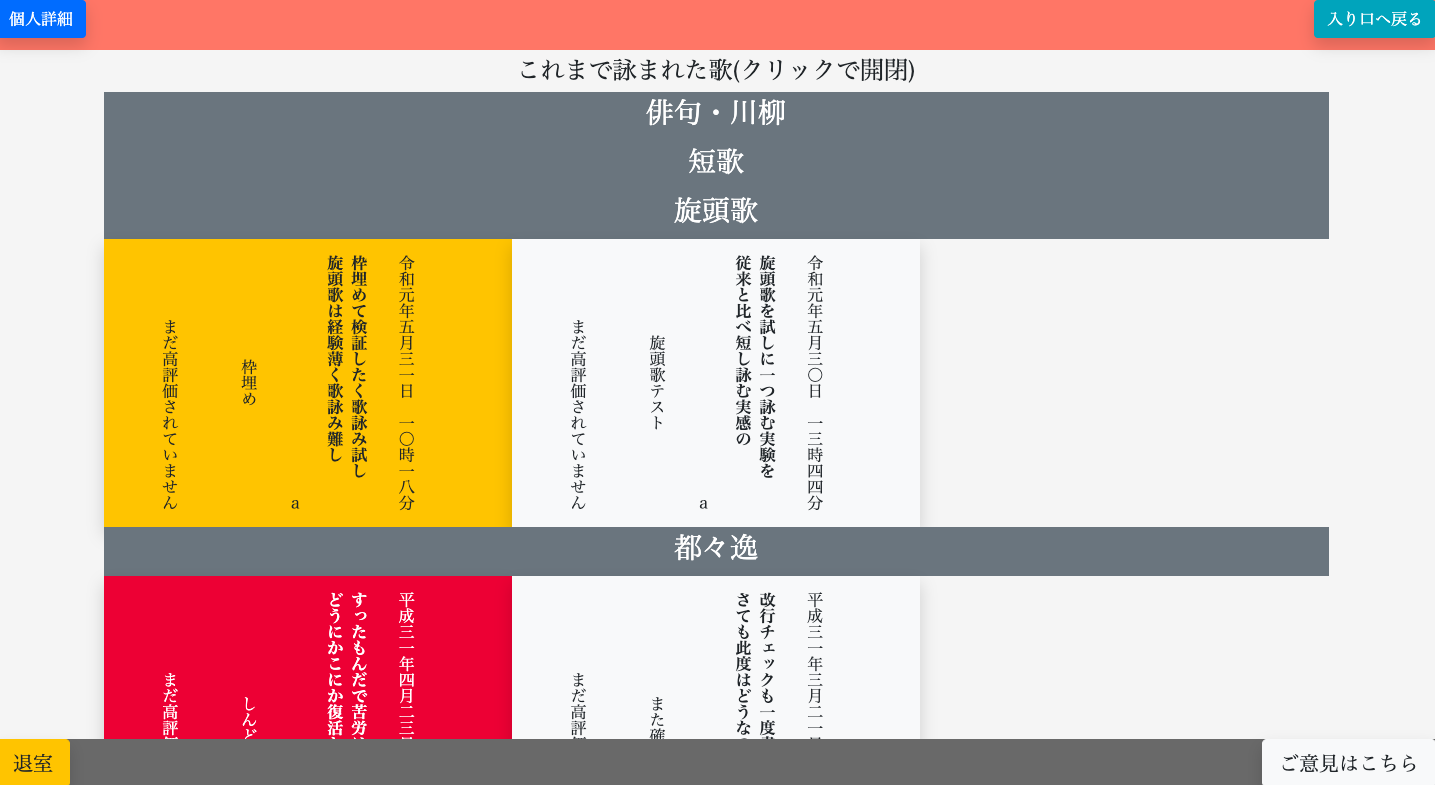 個人詳細
入り口へ戻る
これまで詠まれた歌(クリックで開閉)
俳句・川柳
短歌
旋頭歌
令和元年五月三一日　一〇時一八分
枠埋めて検証したく歌詠み試し
旋頭歌は経験薄く歌詠み難し
a
枠埋め
まだ高評価されていません
令和元年五月三〇日　一三時四四分
旋頭歌を試しに一つ詠む実験を
従来と比べ短し詠む実感の
a
旋頭歌テスト
まだ高評価されていません
都々逸
平成三一年四月二三
すったもんだで苦労
どうにかこにか復活
しんど
まだ高評
平成三一年三月二一
改行チェックも一度
さても此度はどうな
また確
まだ高評
退室
ご意見はこちら